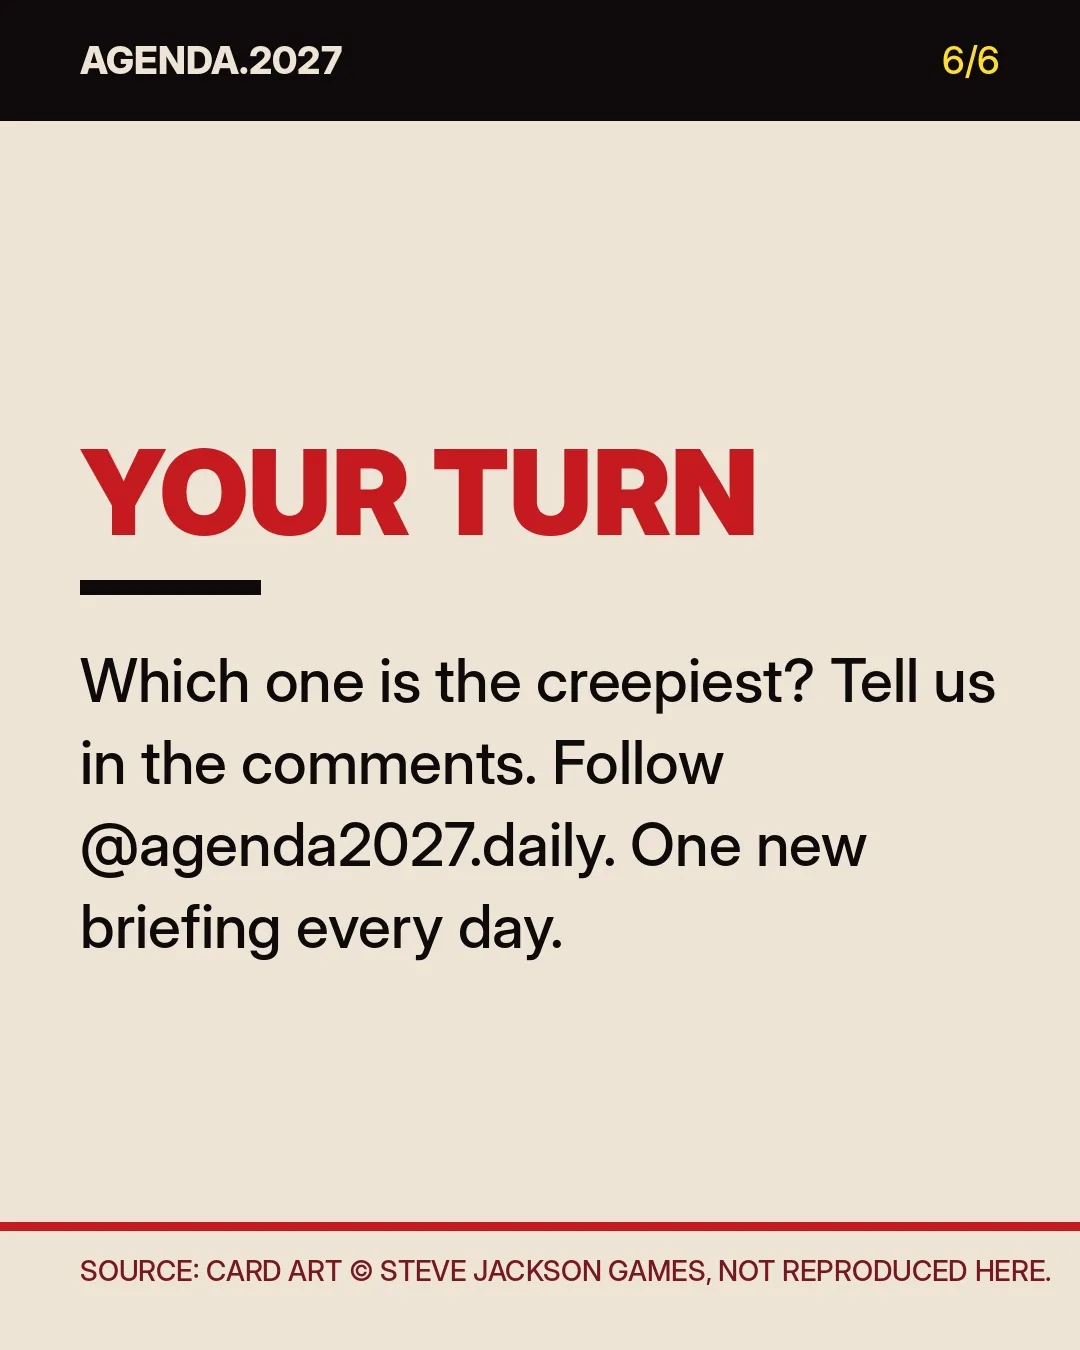 AGENDA.2027
6/6
YOUR TURN
Which one is the creepiest? Tell us
in the comments. Follow
@agenda2027.daily. One new
briefing every day.
SOURCE: CARD ART © STEVE JACKSON GAMES, NOT REPRODUCED HERE.